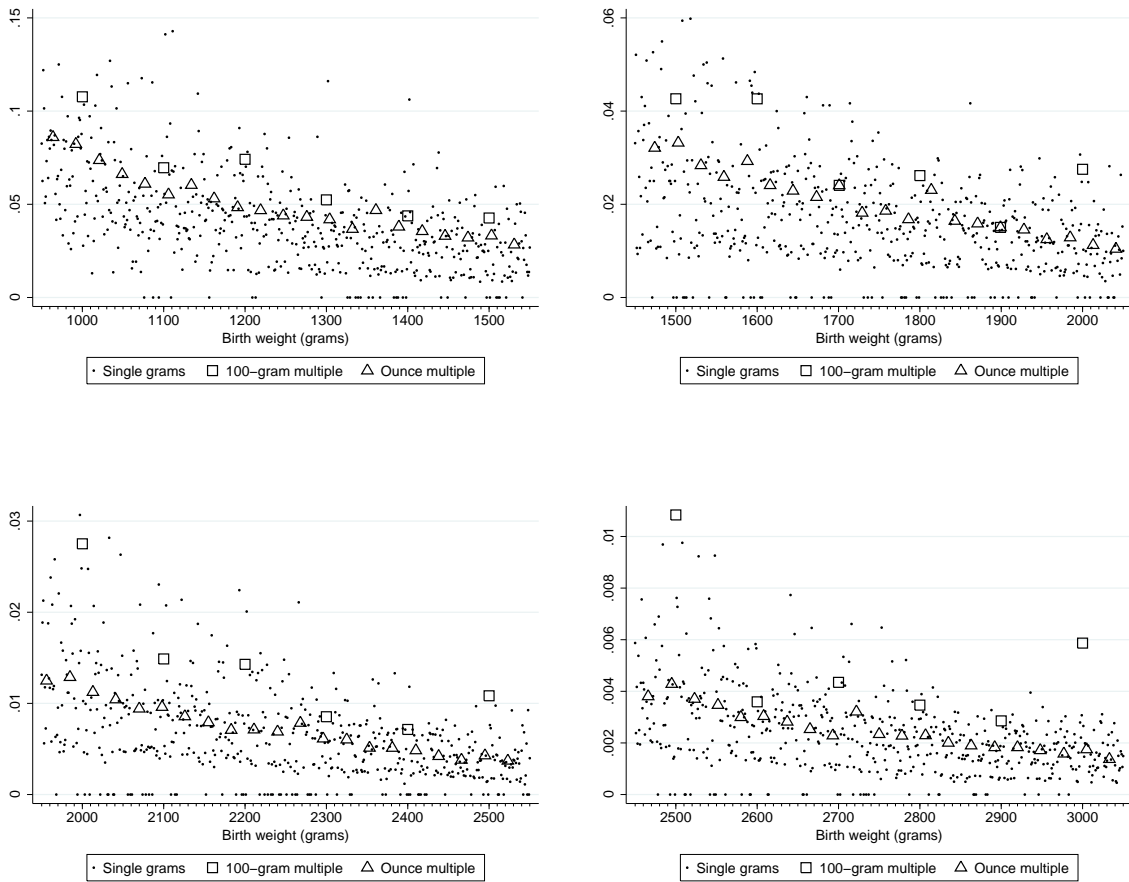 .15
.1
.05
0
1000 1100 1200 1300 1400 1500
Birth weight (grams)
Single grams 100−gram multiple Ounce multiple
.06
.04
.02
0
1500 1600 1700 1800 1900 2000
Birth weight (grams)
Single grams 100−gram multiple Ounce multiple
.03
.02
.01
0
2000 2100 2200 2300 2400 2500
Birth weight (grams)
Single grams 100−gram multiple Ounce multiple
.01
.008
.006
.004
.002
0
2500 2600 2700 2800 2900 3000
Birth weight (grams)
Single grams 100−gram multiple Ounce multiple